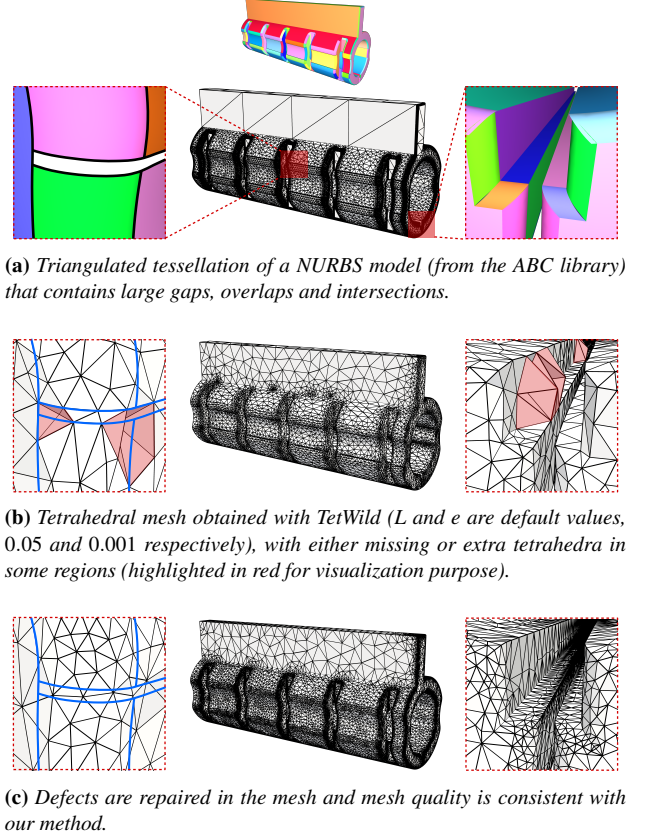 (a) Triangulated tessellation of a NURBS model (from the ABC library)
that contains large gaps, overlaps and intersections.
(b) Tetrahedral mesh obtained with TetWild (L and e are default values,
0.05 and 0.001 respectively), with either missing or extra tetrahedra in
some regions (highlighted in red for visualization purpose).
(c) Defects are repaired in the mesh and mesh quality is consistent with
our method.